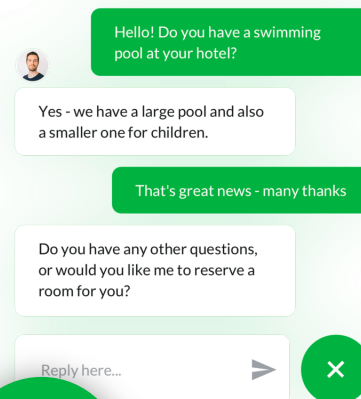 Hello! Do you have a swimming
pool at your hotel?
Yes - we have a large pool and also
a smaller one for children.
That's great news - many thanks
Do you have any other questions,
or would you like me to reserve a
room for you?
Reply here...